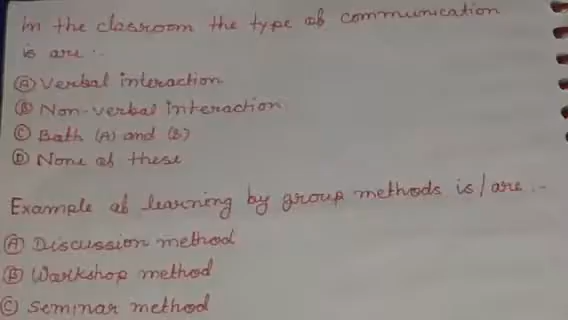 In the classroom the type of communication
is are :-
Ⓐ Verbal interaction
Ⓑ Non-verbal interaction
Ⓒ Both (A) and (B)
Ⓓ None of these
Example of learning by group methods is/are :-
Ⓐ Discussion method
Ⓑ Workshop method
Ⓒ Seminar method